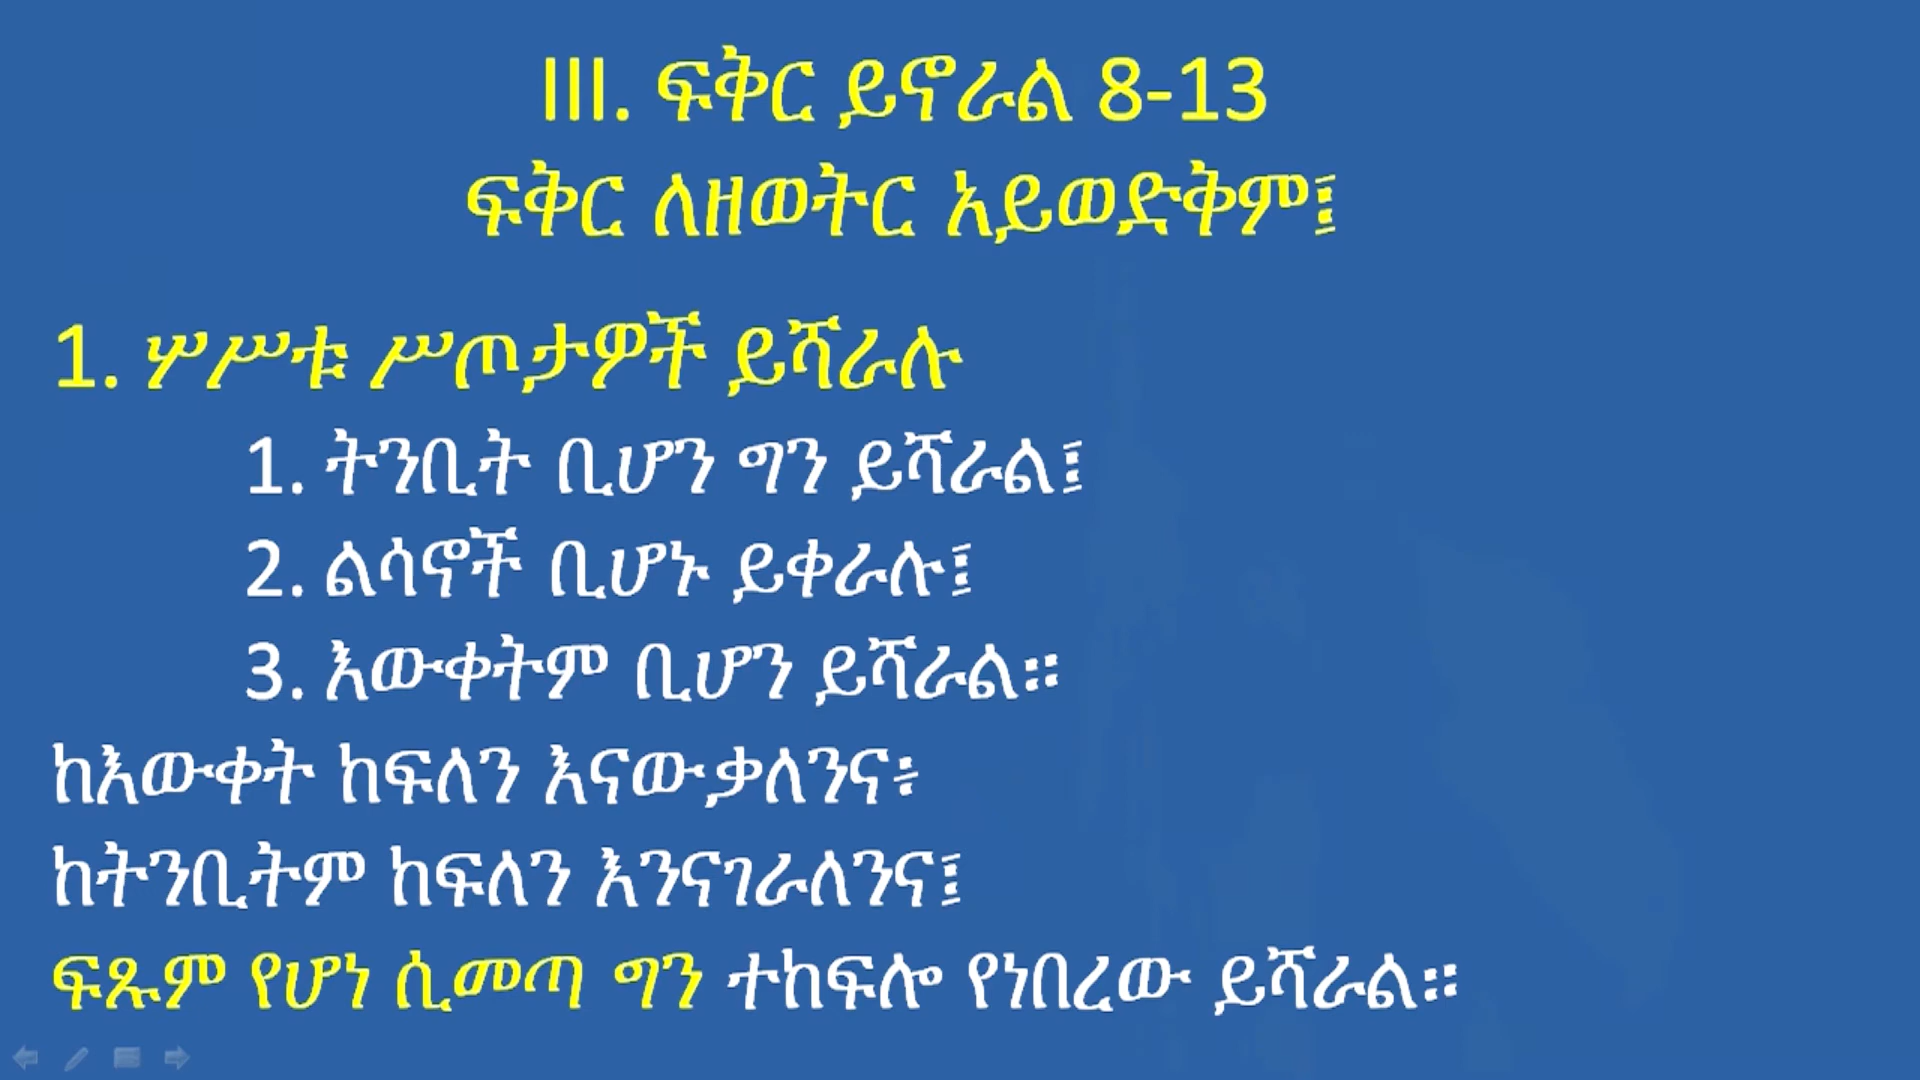 III. ፍቅር ይኖራል 8-13
ፍቅር ለዘወትር አይወድቅም፤
1. ሦሥቱ ሥጦታዎች ይሻራሉ
1. ትንቢት ቢሆን ግን ይሻራል፤
2. ልሳኖች ቢሆኑ ይቀራሉ፤
3. እውቀትም ቢሆን ይሻራል።
ከእውቀት ከፍለን እናውቃለንና፥
ከትንቢትም ከፍለን እንናገራለንና፤
ፍጹም የሆነ ሲመጣ ግን ተከፍሎ የነበረው ይሻራል።